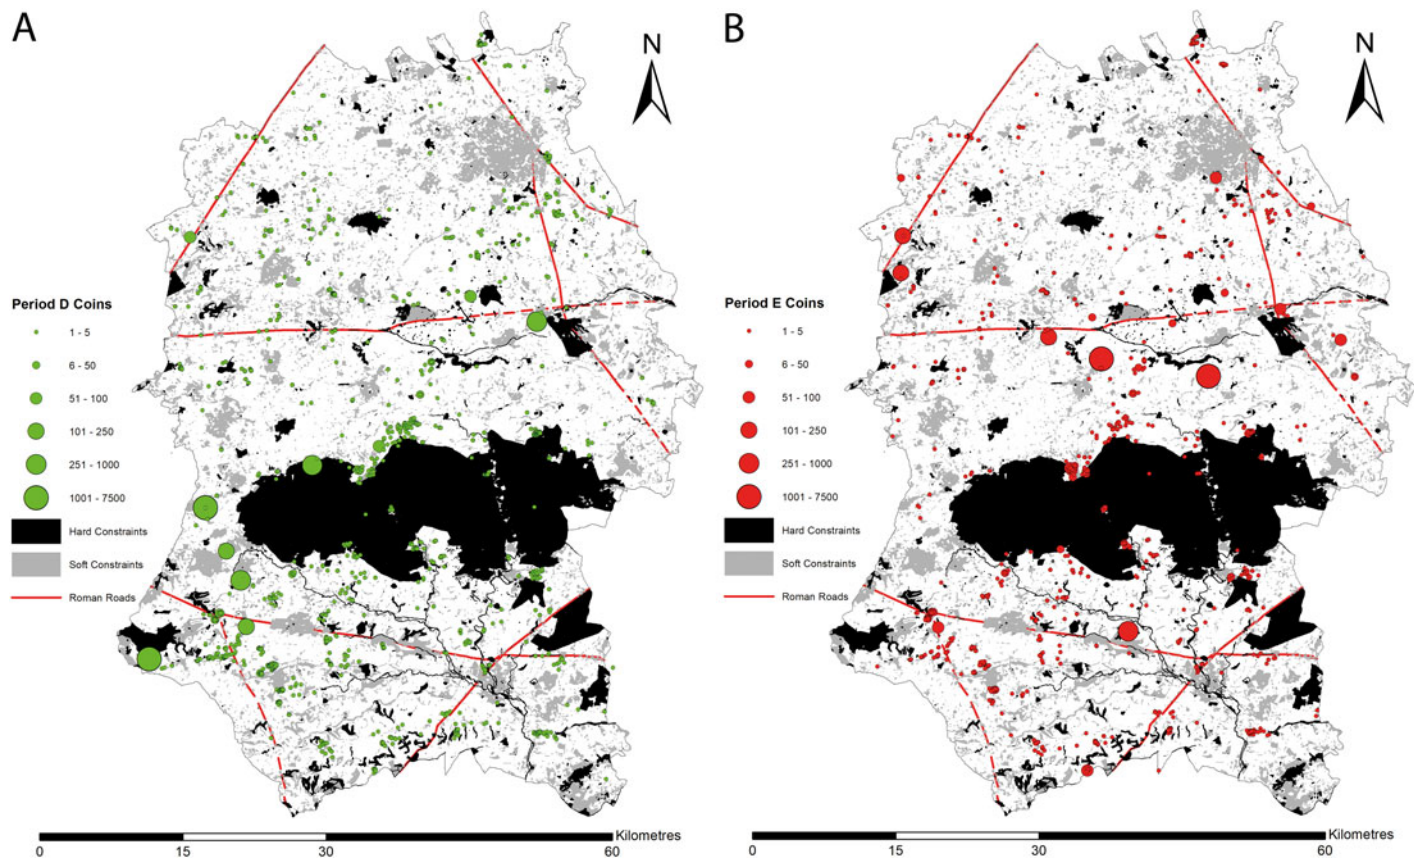 A
N
Period D Coins
1 - 5
6 - 50
51 - 100
101 - 250
251 - 1000
1001 - 7500
Hard Constraints
Soft Constraints
Roman Roads
Kilometres
0
15
30
60
B
N
Period E Coins
1 - 5
6 - 50
51 - 100
101 - 250
251 - 1000
1001 - 7500
Hard Constraints
Soft Constraints
Roman Roads
Kilometres
0
15
30
60